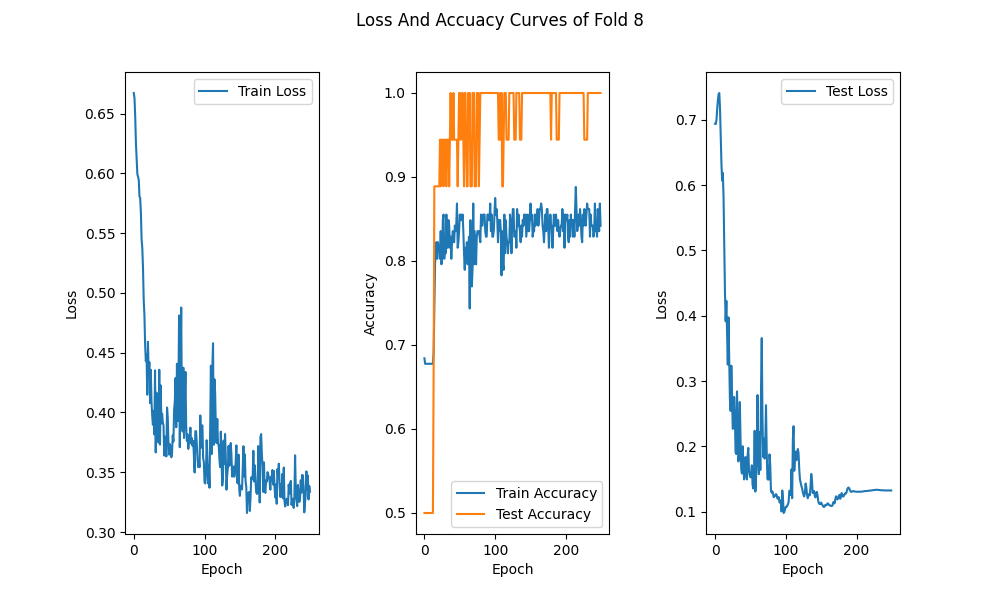 Loss And Accuacy Curves of Fold 8
Train Loss
0.65
0.60
0.55
0.50
0.45
0.40
0.35
0.30
Loss
0
100
200
Epoch
1.0
0.9
0.8
0.7
0.6
0.5
Accuracy
Train Accuracy
Test Accuracy
0
100
200
Epoch
Test Loss
0.7
0.6
0.5
0.4
0.3
0.2
0.1
Loss
0
100
200
Epoch